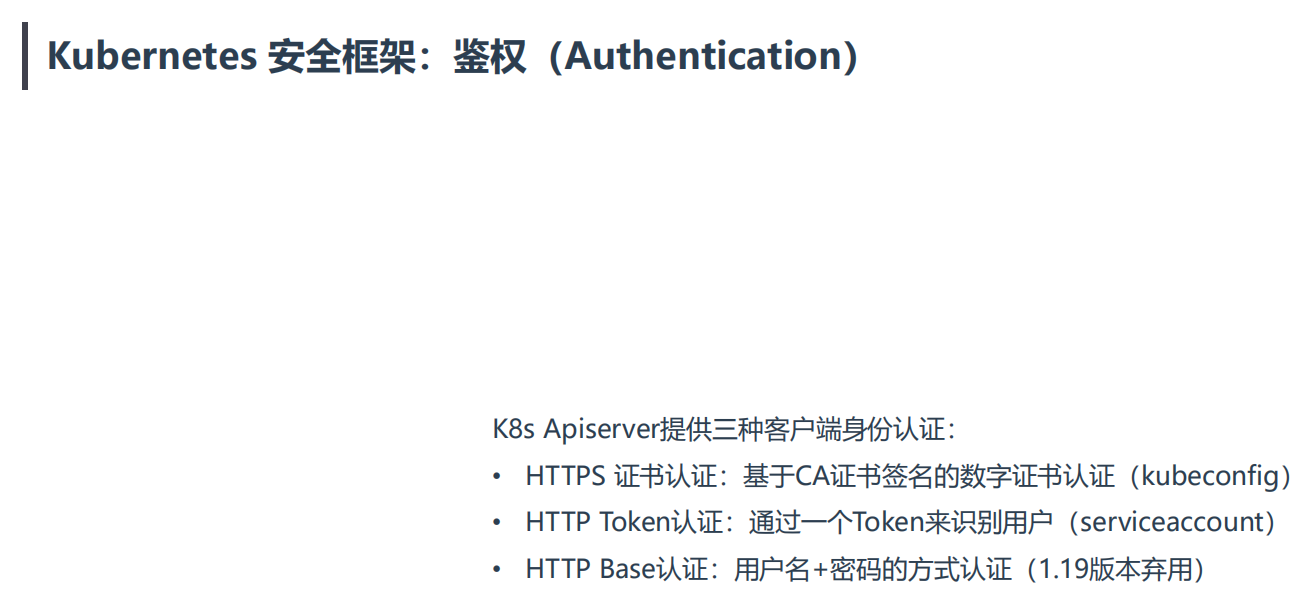 Kubernetes 安全框架：鉴权（Authentication）
K8s Apiserver提供三种客户端身份认证：
• HTTPS 证书认证：基于CA证书签名的数字证书认证（kubeconfig）
• HTTP Token认证：通过一个Token来识别用户（serviceaccount）
• HTTP Base认证：用户名+密码的方式认证（1.19版本弃用）